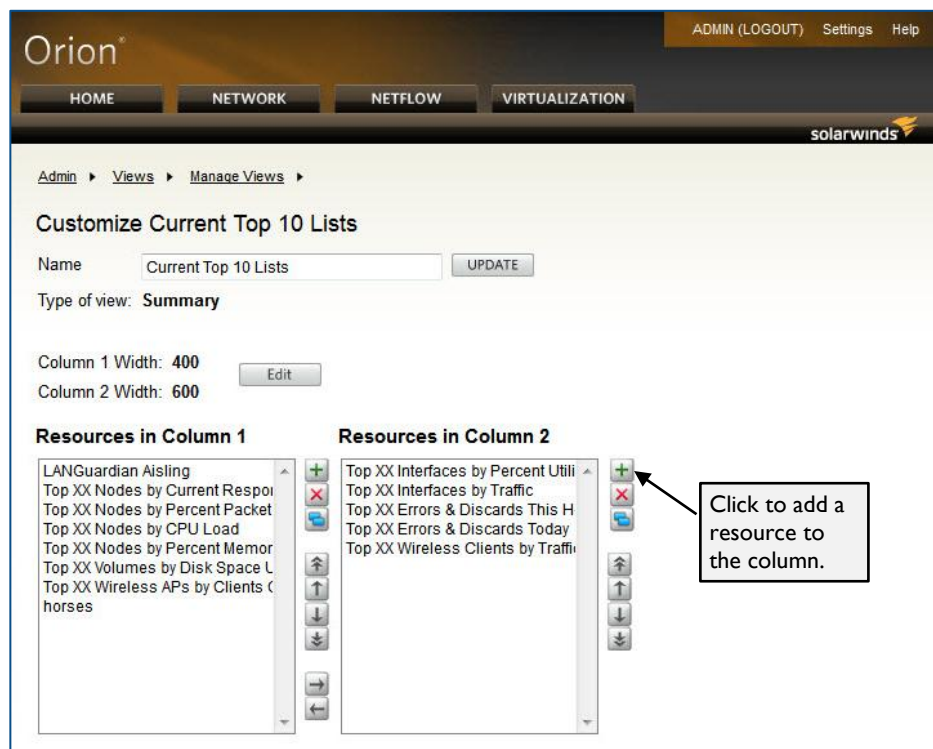 ADMIN (LOGOUT) Settings Help
Orion®
HOME NETWORK NETFLOW VIRTUALIZATION
solarwinds
Admin Views Manage Views
Customize Current Top 10 Lists
Name Current Top 10 Lists UPDATE
Type of view: Summary
Column 1 Width: 400
Edit
Column 2 Width: 600
Resources in Column 1
LANGuardian Aisling
Top XX Nodes by Current Respo
Top XX Nodes by Percent Packet
Top XX Nodes by CPU Load
Top XX Nodes by Percent Memor
Top XX Volumes by Disk Space U
Top XX Wireless APs by Clients C
horses
Resources in Column 2
Top XX Interfaces by Percent Utili
Top XX Interfaces by Traffic
Top XX Errors & Discards This H
Top XX Errors & Discards Today
Top XX Wireless Clients by Traffi
Click to add a
resource to
the column.